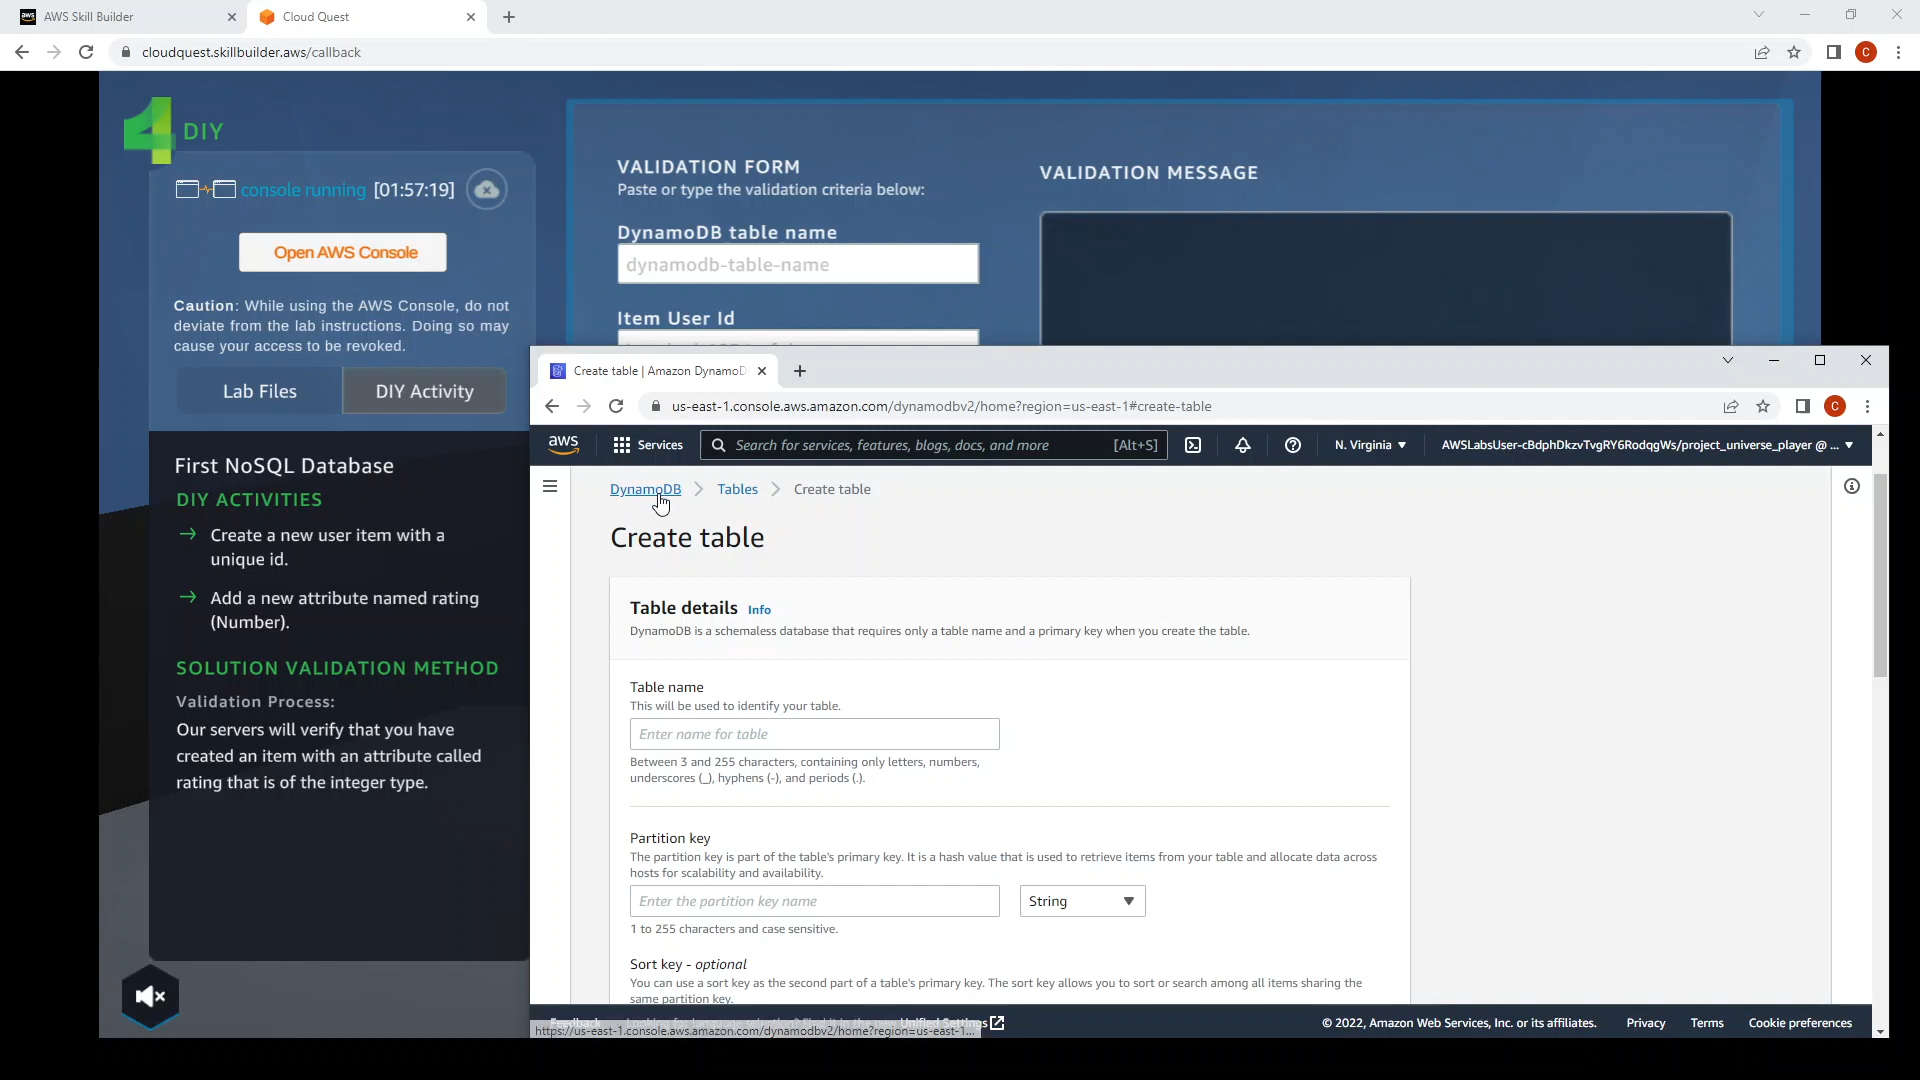 AWS Skill Builder
Cloud Quest
cloudquest.skillbuilder.aws/callback
C
4 DIY
console running [01:57:19]
Open AWS Console
Caution: While using the AWS Console, do not
deviate from the lab instructions. Doing so may
cause your access to be revoked.
Lab Files
DIY Activity
First NoSQL Database
DIY ACTIVITIES
Create a new user item with a
unique id.
Add a new attribute named rating
(Number).
SOLUTION VALIDATION METHOD
Validation Process:
Our servers will verify that you have
created an item with an attribute called
rating that is of the integer type.
VALIDATION FORM
Paste or type the validation criteria below:
DynamoDB table name
dynamodb-table-name
Item User Id
VALIDATION MESSAGE
Create table | Amazon DynamoD
us-east-1.console.aws.amazon.com/dynamodbv2/home?region=us-east-1#create-table
C
aws
Services
Search for services, features, blogs, docs, and more
[Alt+S]
N. Virginia
AWSLabsUser-cBdphDkzvTvgRY6RodqgWs/project_universe_player @ ...
DynamoDB
Tables
Create table
Create table
Table details Info
DynamoDB is a schemaless database that requires only a table name and a primary key when you create the table.
Table name
This will be used to identify your table.
Enter name for table
Between 3 and 255 characters, containing only letters, numbers,
underscores (_), hyphens (-), and periods (.).
Partition key
The partition key is part of the table's primary key. It is a hash value that is used to retrieve items from your table and allocate data across
hosts for scalability and availability.
Enter the partition key name
String
1 to 255 characters and case sensitive.
Sort key - optional
You can use a sort key as the second part of a table's primary key. The sort key allows you to sort or search among all items sharing the
same partition key.
Feedback
Unified Settings
© 2022, Amazon Web Services, Inc. or its affiliates.
Privacy
Terms
Cookie preferences
https://us-east-1.console.aws.amazon.com/dynamodbv2/home?region=us-east-1...